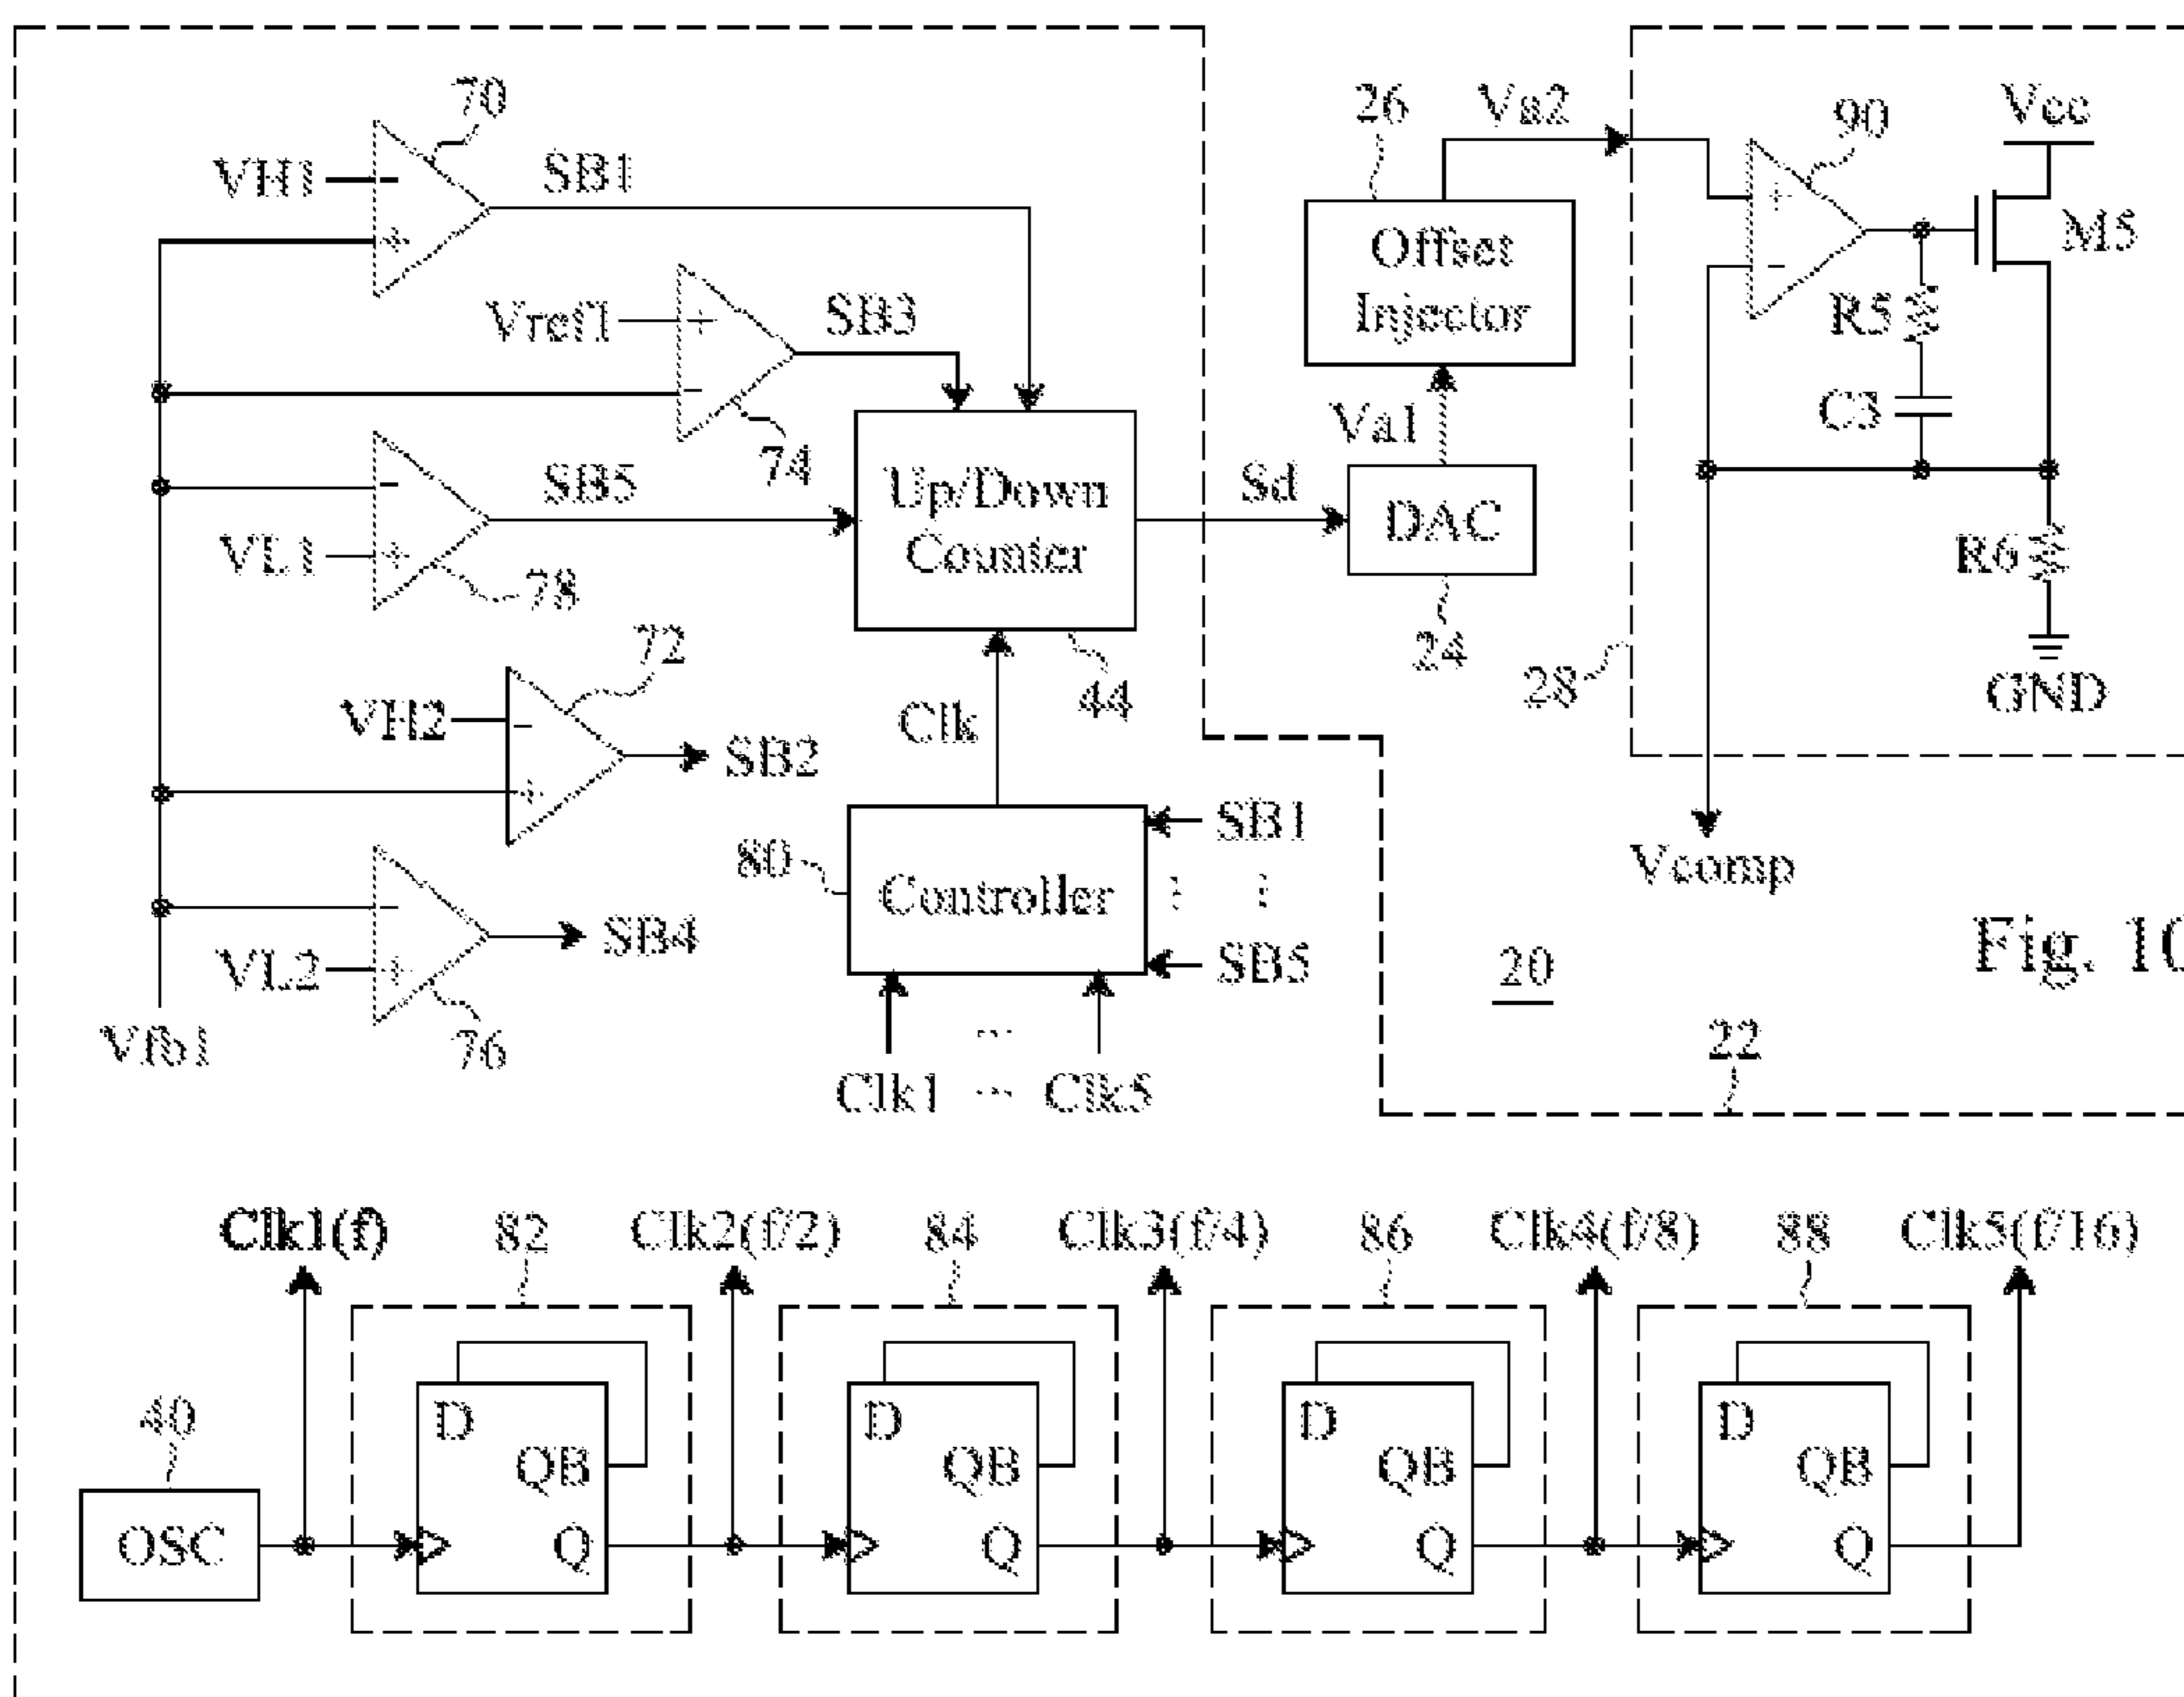 70
VH1
SB1
Vref1
SB3
74
SB5
VL1
78
Up/Down
Counter
44
72
VH2
SB2
Clk
SB4
VL2
76
Vfb1
80
Controller
SB1
SB5
Clk1 ... Clk5
26
Va2
Offset
Injector
Va1
Sd
DAC
24
28
90
Vcc
M5
R5
C3
R6
GND
Vcomp
20
Fig. 10
22
Clk1(f)
82
Clk2(f/2)
84
Clk3(f/4)
86
Clk4(f/8)
88
Clk5(f/16)
40
OSC
D
QB
Q
D
QB
Q
D
QB
Q
D
QB
Q